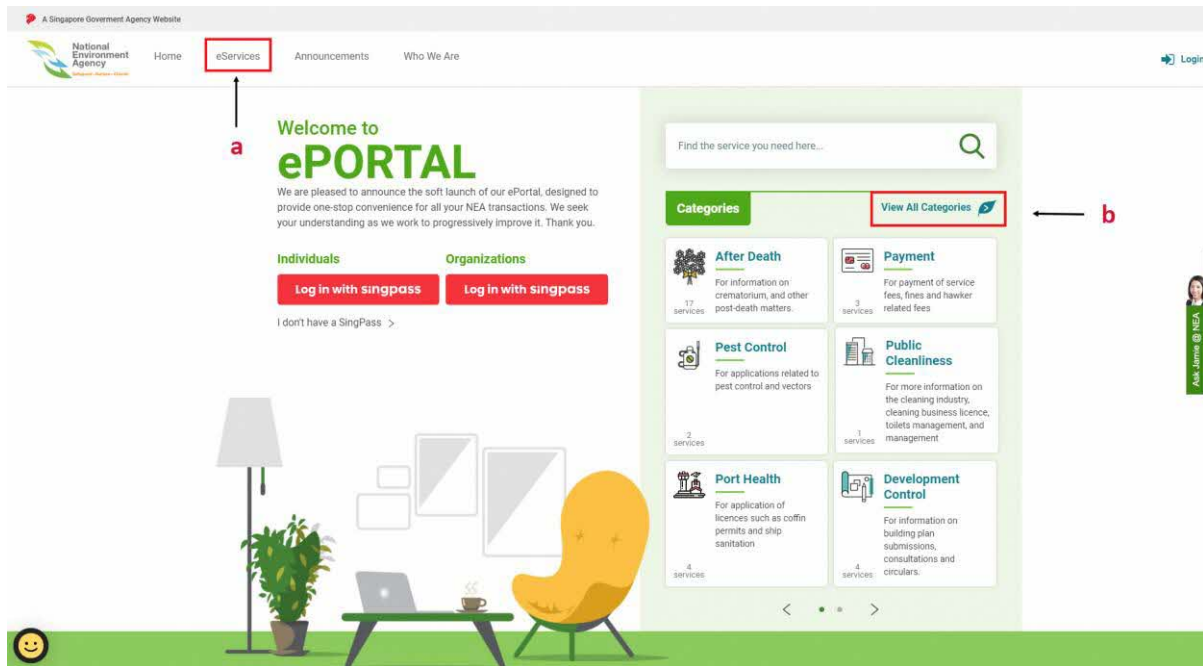 A Singapore Goverment Agency Website
National
Environment
Agency
Home
eServices
Announcements
Who We Are
Login
a
Welcome to
ePORTAL
We are pleased to announce the soft launch of our ePortal, designed to
provide one-stop convenience for all your NEA transactions. We seek
your understanding as we work to progressively improve it. Thank you.
Individuals
Organizations
Log in with singpass
Log in with singpass
I don't have a SingPass >
Find the service you need here...
Categories
View All Categories
b
After Death
For information on
crematorium, and other
post-death matters.
17
services
Payment
For payment of service
fees, fines and hawker
related fees
3
services
Pest Control
For applications related to
pest control and vectors
2
services
Public
Cleanliness
For more information on
the cleaning industry,
cleaning business licence,
toilets management, and
management
1
services
Port Health
For application of
licences such as coffin
permits and ship
sanitation
4
services
Development
Control
For information on
building plan
submissions,
consultations and
circulars.
4
services
Ask Jamie @ NEA